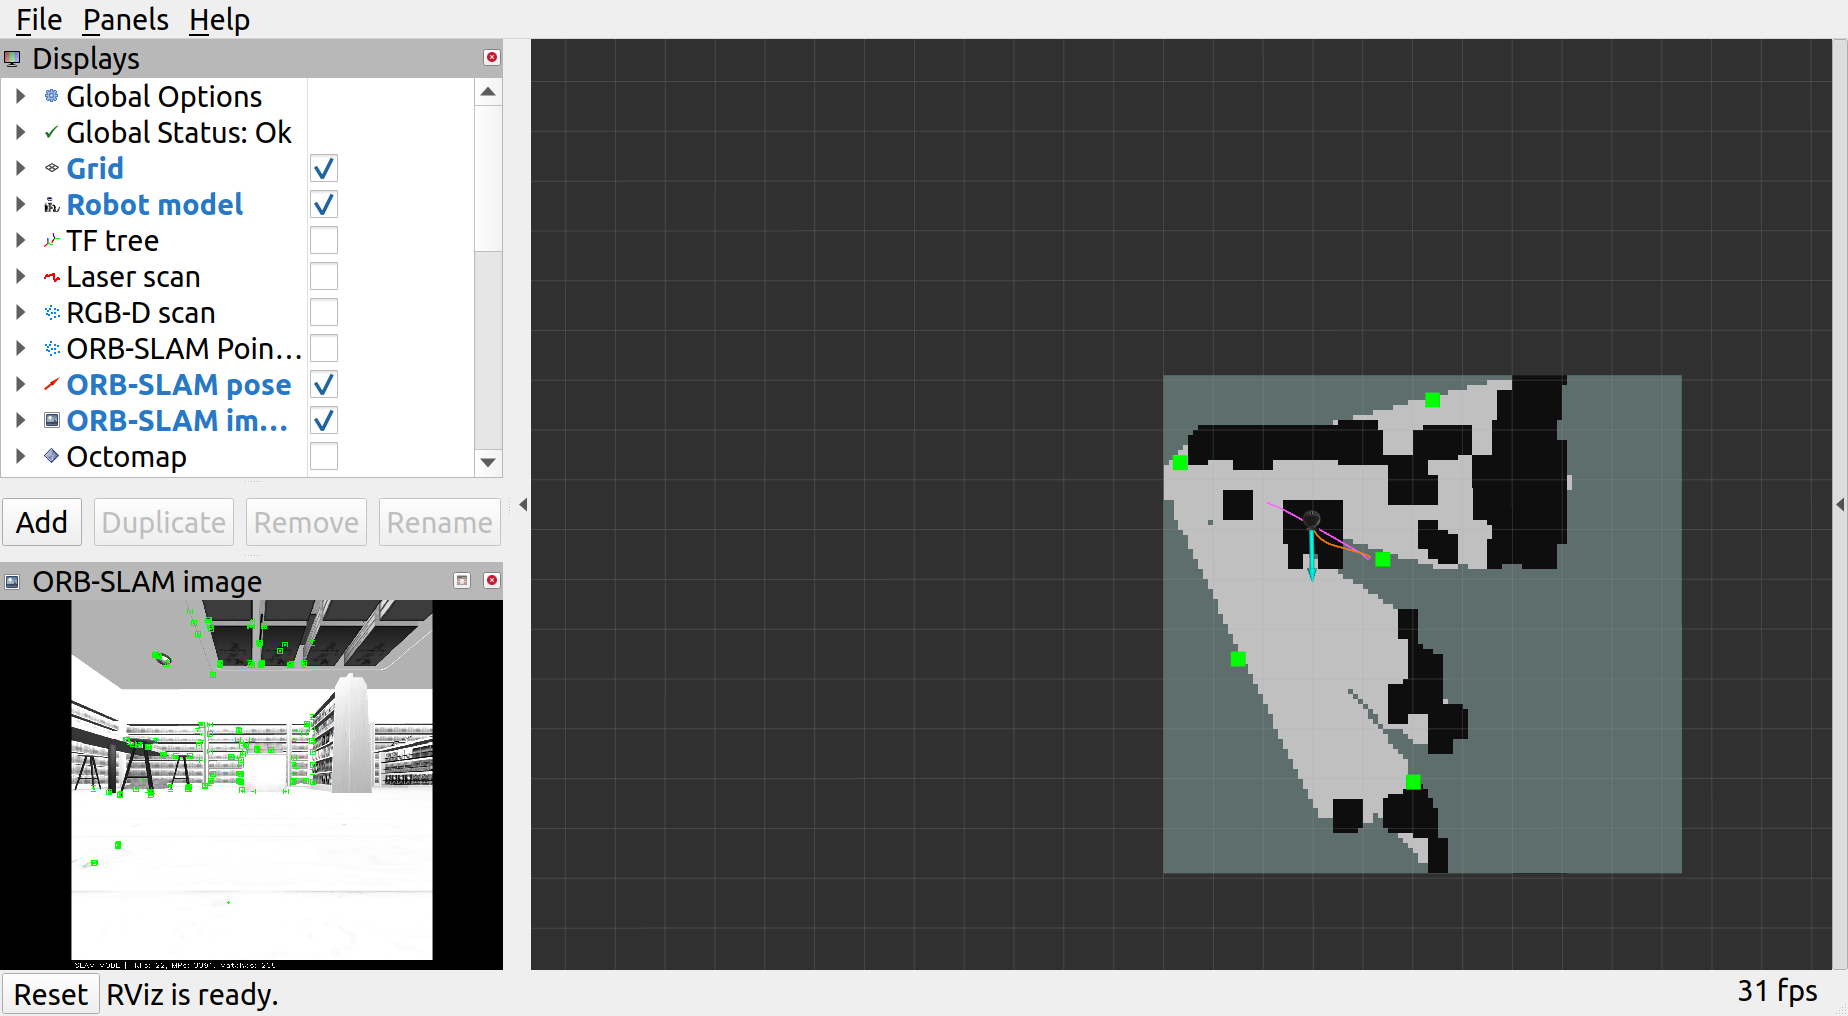 File Panels Help
Displays
Global Options
Global Status: Ok
Grid
Robot model
TF tree
Laser scan
RGB-D scan
ORB-SLAM Poin...
ORB-SLAM pose
ORB-SLAM im...
Octomap
Add Duplicate Remove Rename
ORB-SLAM image
SLAM MODE |
Reset RViz is ready.
31 fps